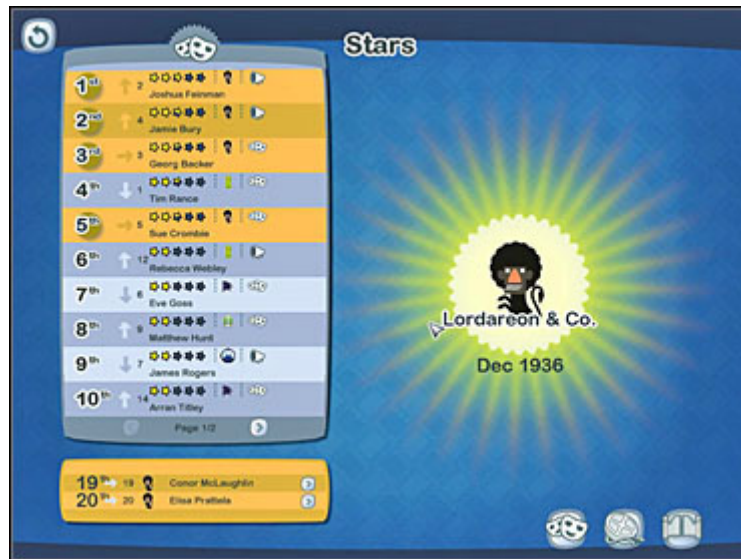 Stars
1st 2
Joshua Feinman
2nd 4
Jamie Bury
3rd 3
Georg Backer
4th 1
Tim Rance
5th 5
Sue Crombie
6th 12
Rebecca Webley
7th 6
Eve Goss
8th 9
Matthew Hunt
9th 7
James Rogers
10th 14
Arran Titley
Page 1/2
19th 19 Conor McLaughlin
20th 20 Elisa Prattela
Lordareon & Co.
Dec 1936